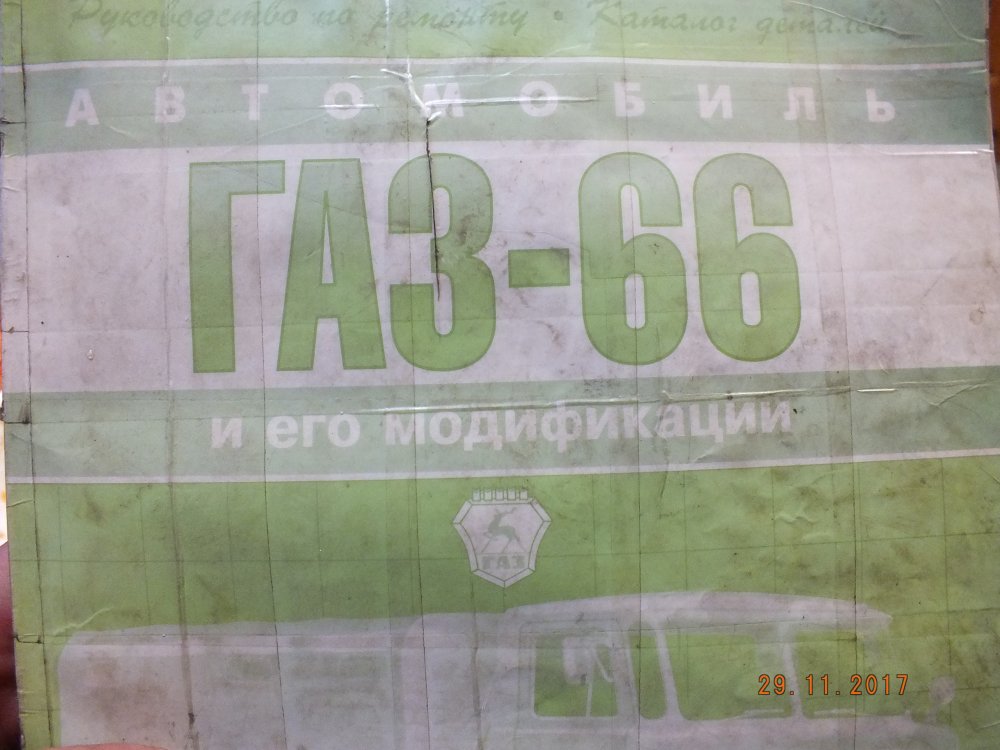 Руководство по ремонту • Каталог деталей
АВТОМОБИЛЬ
ГАЗ-66
и его модификации
ГАЗ
29.11.2017